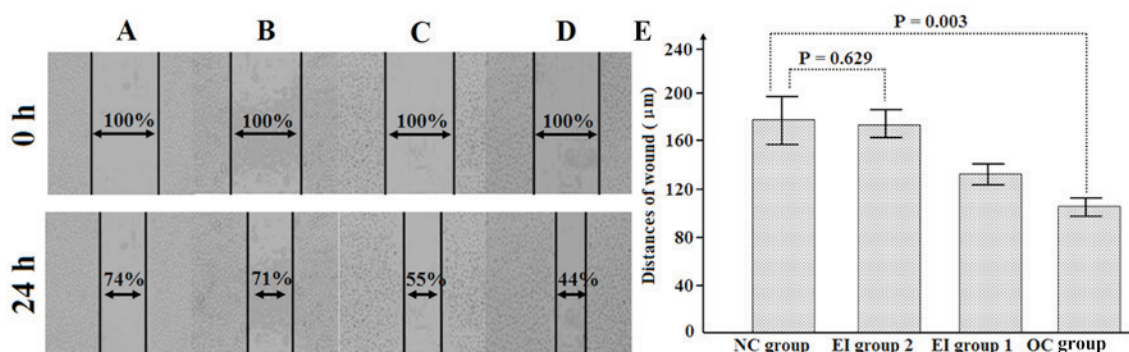 A B C D E
0 h
100% 100% 100% 100%
24 h
74% 71% 55% 44%
P = 0.003
P = 0.629
Distances of wound ( μm)
240
200
160
120
80
40
0
NC group EI group 2 EI group 1 OC group